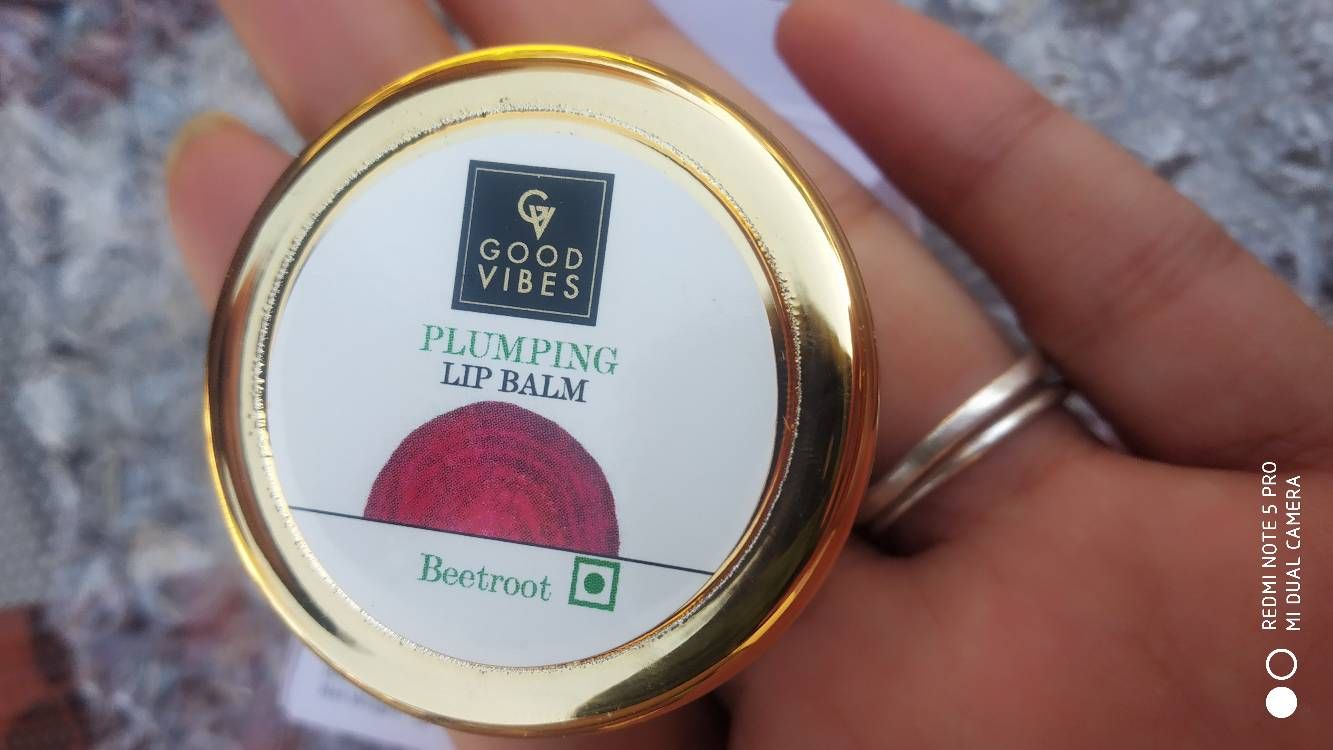 GV
GOOD
VIBES
PLUMPING
LIP BALM
Beetroot
REDMI NOTE 5 PRO
MI DUAL CAMERA